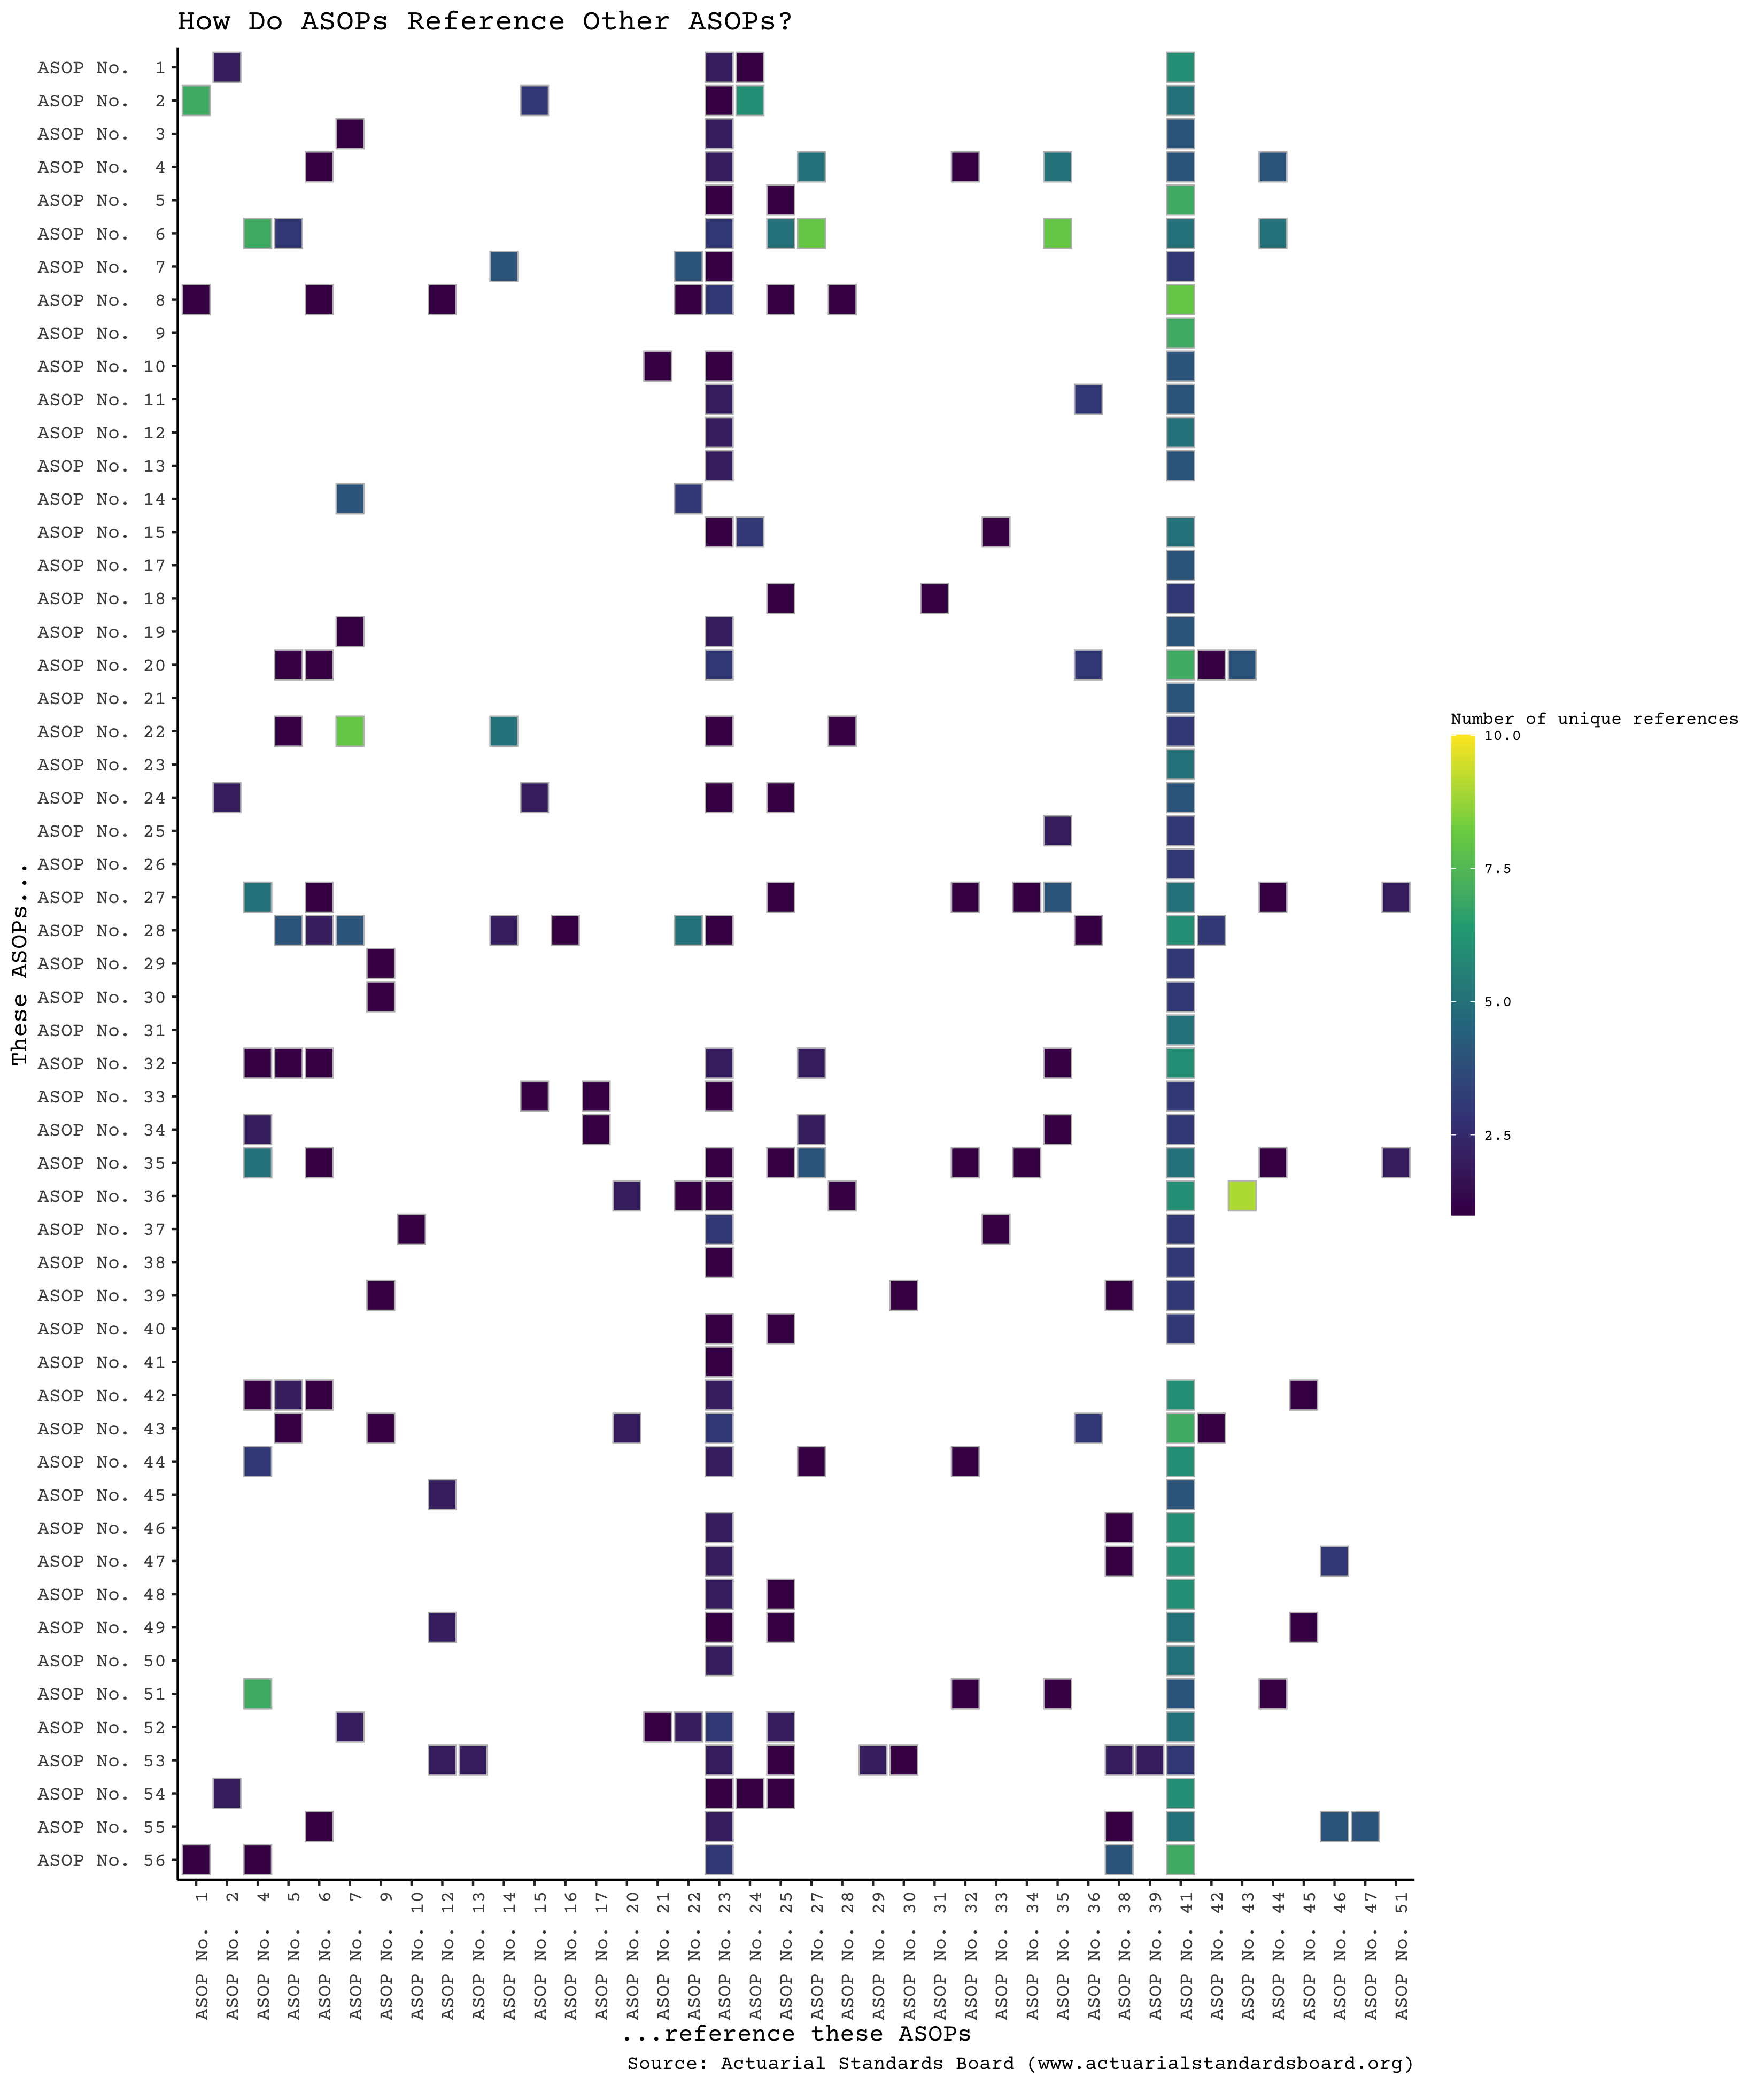 How Do ASOPs Reference Other ASOPs?
These ASOPs...
ASOP No. 1
ASOP No. 2
ASOP No. 3
ASOP No. 4
ASOP No. 5
ASOP No. 6
ASOP No. 7
ASOP No. 8
ASOP No. 9
ASOP No. 10
ASOP No. 11
ASOP No. 12
ASOP No. 13
ASOP No. 14
ASOP No. 15
ASOP No. 17
ASOP No. 18
ASOP No. 19
ASOP No. 20
ASOP No. 21
ASOP No. 22
ASOP No. 23
ASOP No. 24
ASOP No. 25
ASOP No. 26
ASOP No. 27
ASOP No. 28
ASOP No. 29
ASOP No. 30
ASOP No. 31
ASOP No. 32
ASOP No. 33
ASOP No. 34
ASOP No. 35
ASOP No. 36
ASOP No. 37
ASOP No. 38
ASOP No. 39
ASOP No. 40
ASOP No. 41
ASOP No. 42
ASOP No. 43
ASOP No. 44
ASOP No. 45
ASOP No. 46
ASOP No. 47
ASOP No. 48
ASOP No. 49
ASOP No. 50
ASOP No. 51
ASOP No. 52
ASOP No. 53
ASOP No. 54
ASOP No. 55
ASOP No. 56
Number of unique references
10.0
7.5
5.0
2.5
ASOP No. 1
ASOP No. 2
ASOP No. 4
ASOP No. 5
ASOP No. 6
ASOP No. 7
ASOP No. 9
ASOP No. 10
ASOP No. 12
ASOP No. 13
ASOP No. 14
ASOP No. 15
ASOP No. 16
ASOP No. 17
ASOP No. 20
ASOP No. 21
ASOP No. 22
ASOP No. 23
ASOP No. 24
ASOP No. 25
ASOP No. 27
ASOP No. 28
ASOP No. 29
ASOP No. 30
ASOP No. 31
ASOP No. 32
ASOP No. 33
ASOP No. 34
ASOP No. 35
ASOP No. 36
ASOP No. 38
ASOP No. 39
ASOP No. 41
ASOP No. 42
ASOP No. 43
ASOP No. 44
ASOP No. 45
ASOP No. 46
ASOP No. 47
ASOP No. 51
...reference these ASOPs
Source: Actuarial Standards Board (www.actuarialstandardsboard.org)